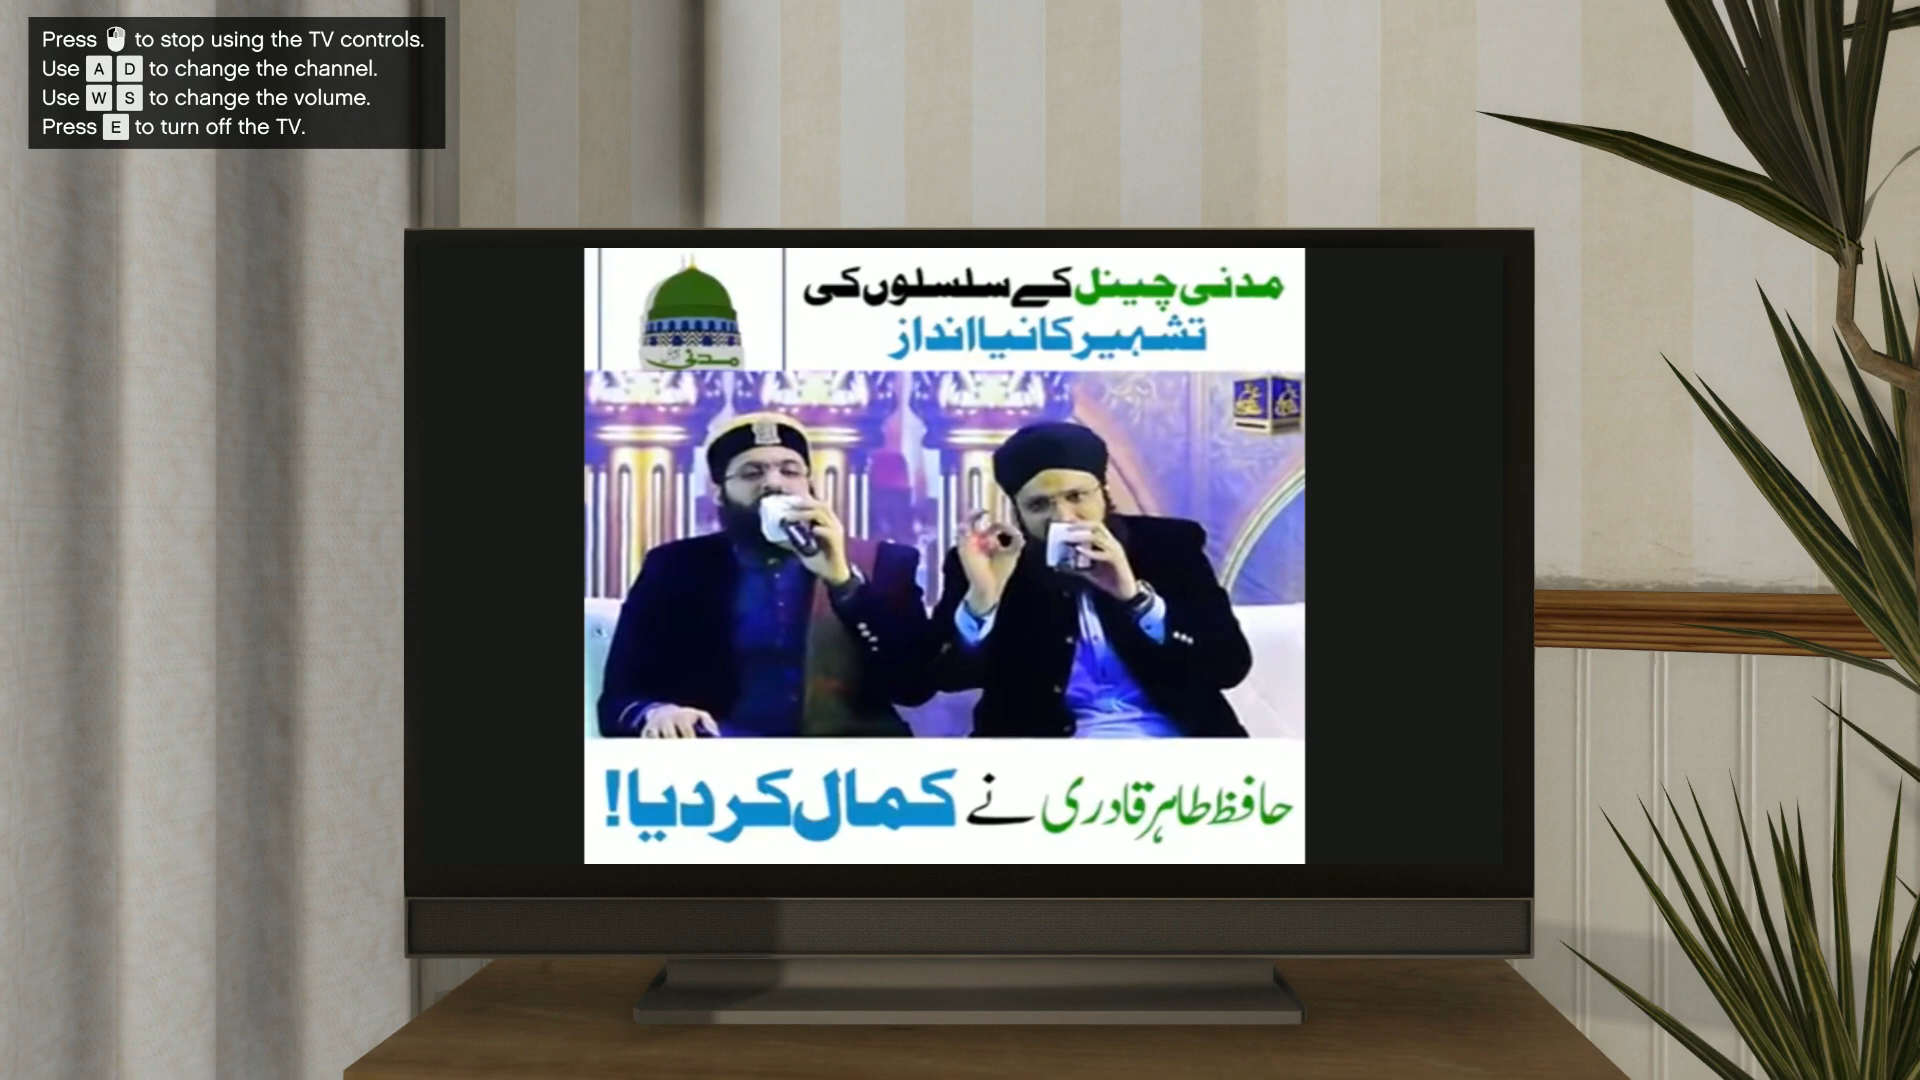 Press to stop using the TV controls.
Use A D to change the channel.
Use W S to change the volume.
Press E to turn off the TV.
مدنی چینل کے سلسلوں کی
تشہیر کا نیا انداز
مدنی
حافظ طاہر قادری نے کمال کر دیا!